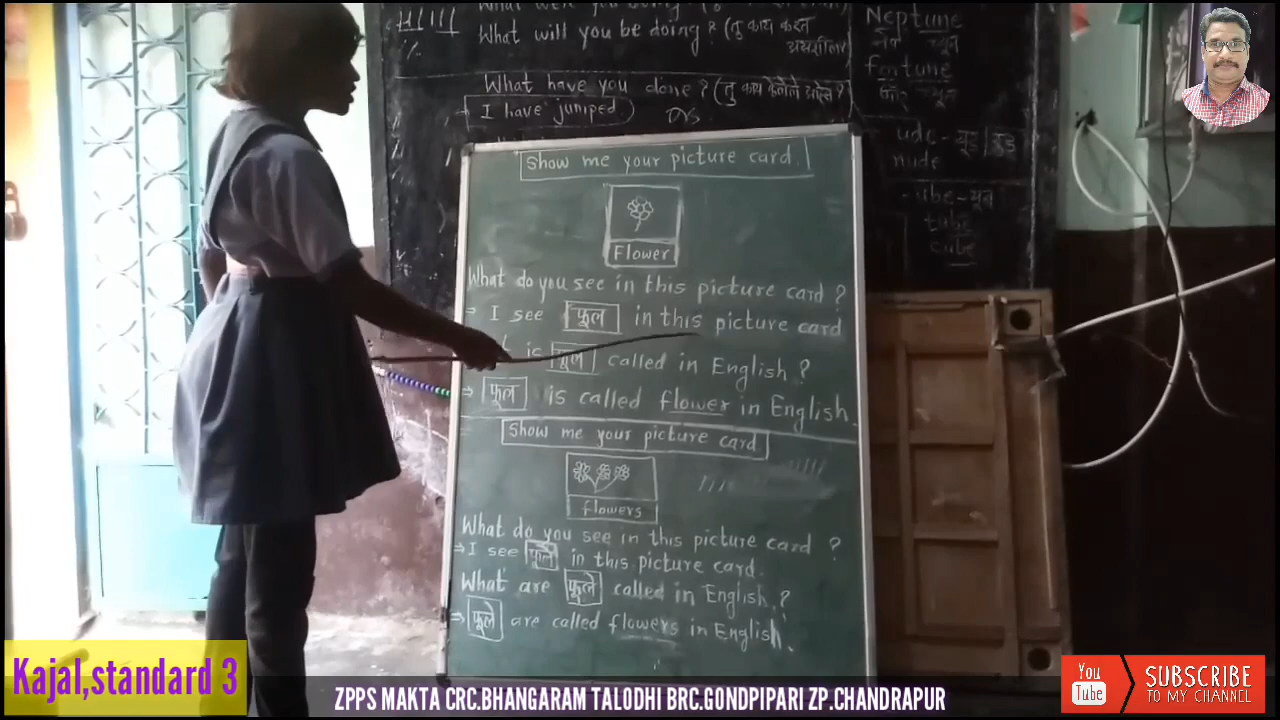 What will you be doing? (तु काय करत
असशील
What have you done? (तु काय केलेले आहेस?
I have jumped)
Neptune
नेप च्यून
fortune
फॉर च्यून
ude - यूड
nude
ube - यूब
tube
cube
Show me your picture card.
Flower
What do you see in this picture card?
⇒ I see फूल in this picture card
is फूल called in English?
⇒ फूल is called flower in English.
Show me your picture card
flowers
What do you see in this picture card ?
⇒ I see फूले in this picture card.
What are फूले called in English.?
⇒ फूले are called flowers in English.
Kajal,standard 3
ZPPS MAKTA CRC.BHANGARAM TALODHI BRC.GONDPIPARI ZP.CHANDRAPUR
You
Tube
SUBSCRIBE
TO MY CHANNEL